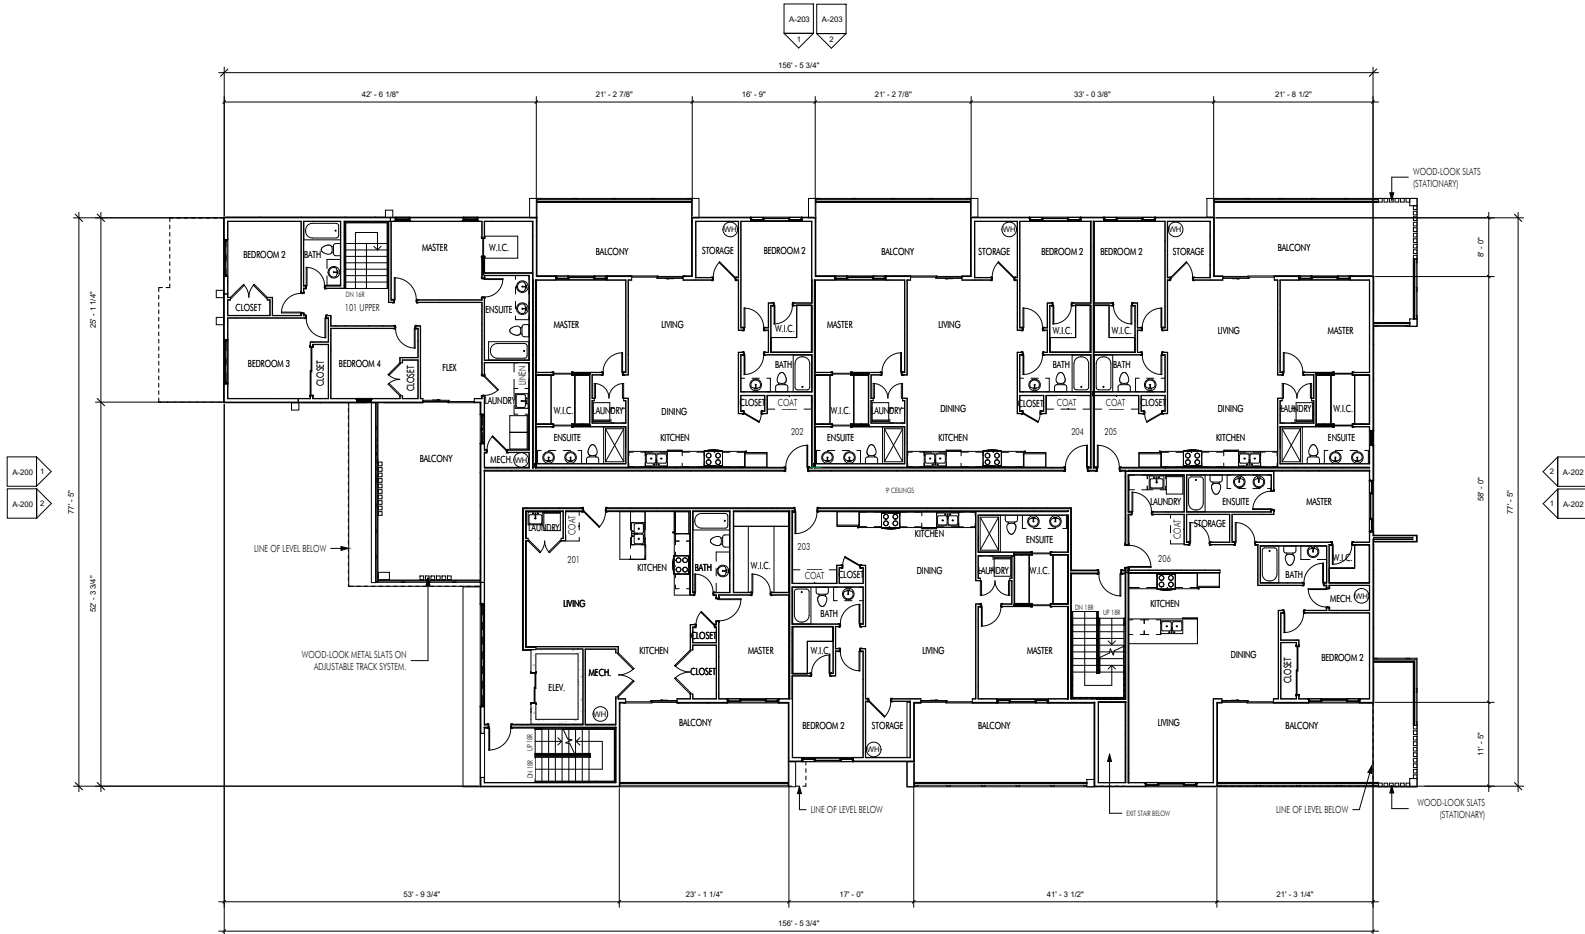 A-203 A-203
1 2
156' - 5 3/4"
42' - 6 1/8" 21' - 2 7/8" 16' - 9" 21' - 2 7/8" 33' - 0 3/8" 21' - 8 1/2"
WOOD-LOOK SLATS
(STATIONARY)
BEDROOM 2
BATH
MASTER
W.I.C.
DN 16R
101 UPPER
CLOSET
ENSUITE
BEDROOM 3
CLOSET
BEDROOM 4
CLOSET
FLEX
LINEN
LAUNDRY
MECH.
WH
BALCONY
BALCONY
STORAGE
WH
BEDROOM 2
MASTER
LIVING
W.I.C.
BATH
W.I.C.
LAUNDRY
DINING
CLOSET
COAT
ENSUITE
KITCHEN
202
BALCONY
STORAGE
WH
BEDROOM 2
MASTER
LIVING
W.I.C.
BATH
W.I.C.
LAUNDRY
DINING
CLOSET
COAT
ENSUITE
KITCHEN
204
BEDROOM 2
STORAGE
WH
BALCONY
W.I.C.
LIVING
MASTER
BATH
COAT
CLOSET
DINING
LAUNDRY
W.I.C.
205
KITCHEN
ENSUITE
8' - 0"
25' - 1 1/4"
77' - 5"
52' - 3 3/4"
58' - 0"
77' - 5"
11' - 5"
A-200 1
A-200 2
2 A-202
1 A-202
9' CEILINGS
LINE OF LEVEL BELOW
WOOD-LOOK METAL SLATS ON
ADJUSTABLE TRACK SYSTEM.
LAUNDRY
COAT
201
KITCHEN
BATH
W.I.C.
LIVING
CLOSET
KITCHEN
MASTER
ELEV.
MECH.
CLOSET
WH
BALCONY
DN 18R
UP 18R
203
COAT
CLOSET
KITCHEN
ENSUITE
DINING
LAUNDRY
W.I.C.
BATH
W.I.C.
LIVING
MASTER
BEDROOM 2
STORAGE
WH
BALCONY
DN 18R
UP 18R
LAUNDRY
ENSUITE
MASTER
COAT
STORAGE
206
BATH
W.I.C.
KITCHEN
MECH.
WH
DINING
CLOSET
BEDROOM 2
LIVING
BALCONY
LINE OF LEVEL BELOW
EXIT STAIR BELOW
LINE OF LEVEL BELOW
WOOD-LOOK SLATS
(STATIONARY)
53' - 9 3/4" 23' - 1 1/4" 17' - 0" 41' - 3 1/2" 21' - 3 1/4"
156' - 5 3/4"